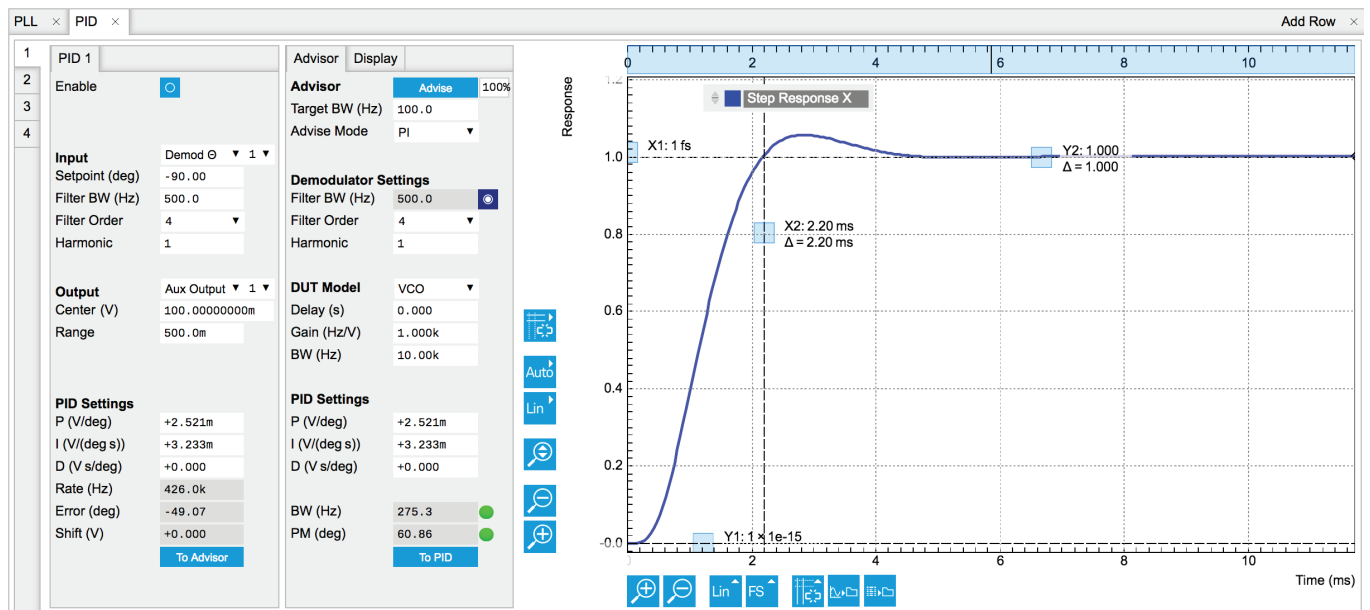 PLL × PID × Add Row ×
1
2
3
4
PID 1
Enable
Input Demod Θ ▼ 1 ▼
Setpoint (deg) -90.00
Filter BW (Hz) 500.0
Filter Order 4 ▼
Harmonic 1
Output Aux Output ▼ 1 ▼
Center (V) 100.00000000m
Range 500.0m
PID Settings
P (V/deg) +2.521m
I (V/(deg s)) +3.233m
D (V s/deg) +0.000
Rate (Hz) 426.0k
Error (deg) -49.07
Shift (V) +0.000
To Advisor
Advisor Display
Advisor Advise 100%
Target BW (Hz) 100.0
Advise Mode PI ▼
Demodulator Settings
Filter BW (Hz) 500.0
Filter Order 4 ▼
Harmonic 1
DUT Model VCO ▼
Delay (s) 0.000
Gain (Hz/V) 1.000k
BW (Hz) 10.00k
PID Settings
P (V/deg) +2.521m
I (V/(deg s)) +3.233m
D (V s/deg) +0.000
BW (Hz) 275.3
PM (deg) 60.86
To PID
Auto
Lin
0 2 4 6 8 10
Response
1.2
1.0
0.8
0.6
0.4
0.2
-0.0
Step Response X
X1: 1 fs
Y2: 1.000
Δ = 1.000
X2: 2.20 ms
Δ = 2.20 ms
Y1: 1 × 1e-15
2 4 6 8 10
Time (ms)
Lin FS